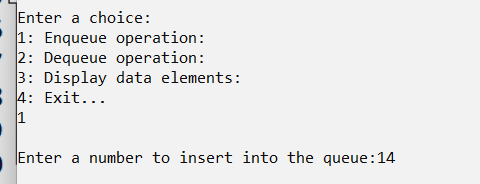 Enter a choice:
1: Enqueue operation:
2: Dequeue operation:
3: Display data elements:
4: Exit...
1
Enter a number to insert into the queue:14